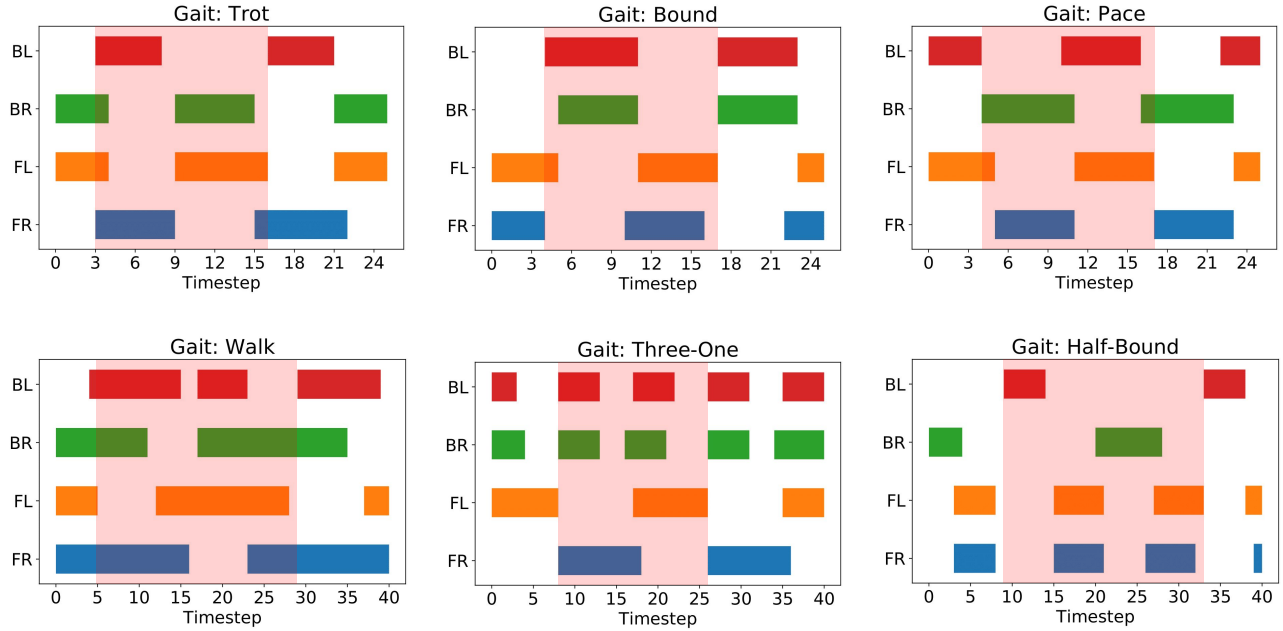 Gait: Trot
BL
BR
FL
FR
0 3 6 9 12 15 18 21 24
Timestep
Gait: Bound
BL
BR
FL
FR
0 3 6 9 12 15 18 21 24
Timestep
Gait: Pace
BL
BR
FL
FR
0 3 6 9 12 15 18 21 24
Timestep
Gait: Walk
BL
BR
FL
FR
0 5 10 15 20 25 30 35 40
Timestep
Gait: Three-One
BL
BR
FL
FR
0 5 10 15 20 25 30 35 40
Timestep
Gait: Half-Bound
BL
BR
FL
FR
0 5 10 15 20 25 30 35 40
Timestep